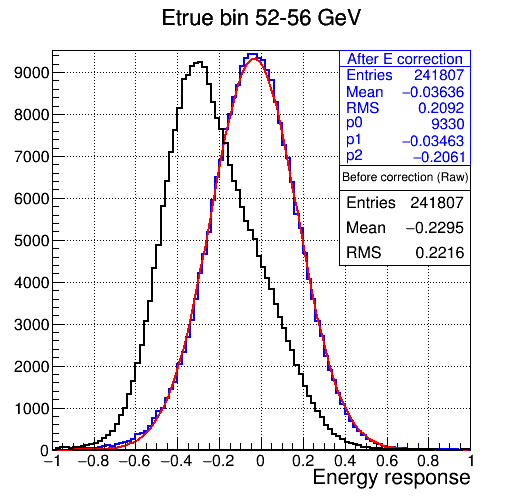 Etrue bin 52-56 GeV
After E correction
Entries 241807
Mean −0.03636
RMS 0.2092
p0 9330
p1 −0.03463
p2 −0.2061
Before correction (Raw)
Entries 241807
Mean −0.2295
RMS 0.2216
9000
8000
7000
6000
5000
4000
3000
2000
1000
0
−1 −0.8 −0.6 −0.4 −0.2 0 0.2 0.4 0.6 0.8 1
Energy response